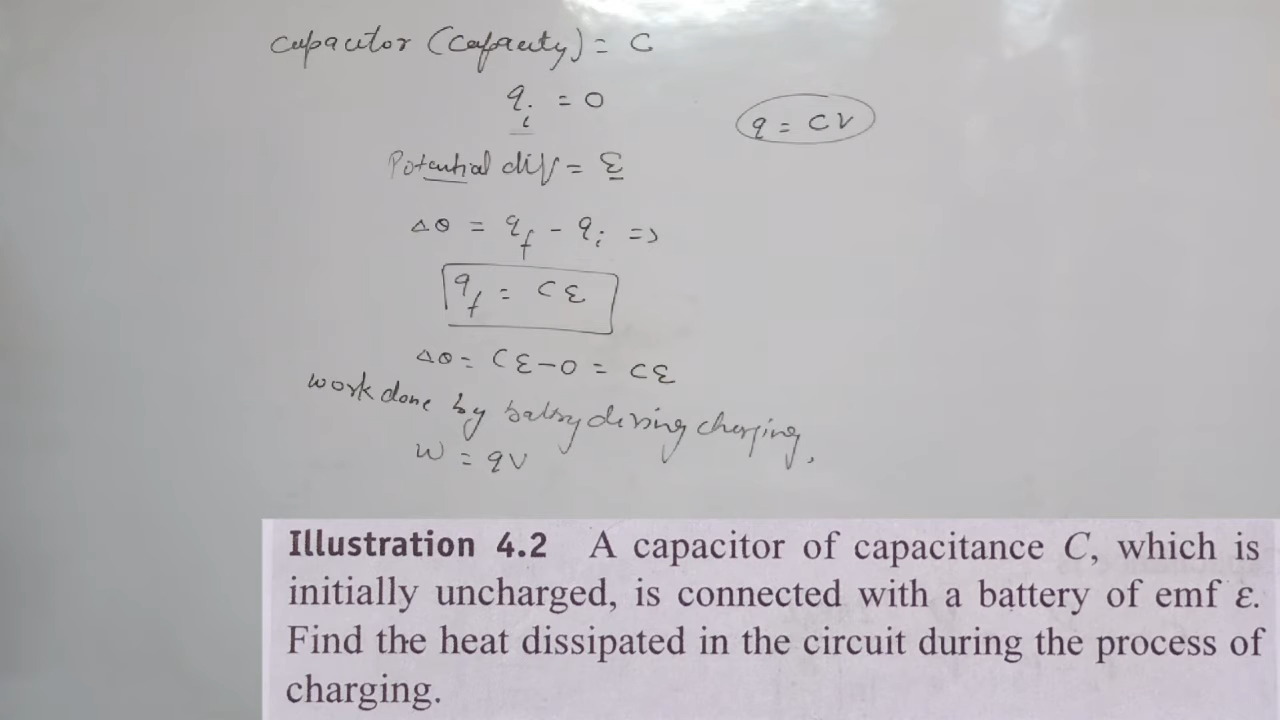 capacitor (capacity) = C
qᵢ = 0
q = CV
Potential diff = ε
ΔQ = q_f - qᵢ =>
q_f = Cε
ΔQ = Cε - 0 = Cε
work done by battery during charging,
W = qV
Illustration 4.2 A capacitor of capacitance C, which is
initially uncharged, is connected with a battery of emf ε.
Find the heat dissipated in the circuit during the process of
charging.